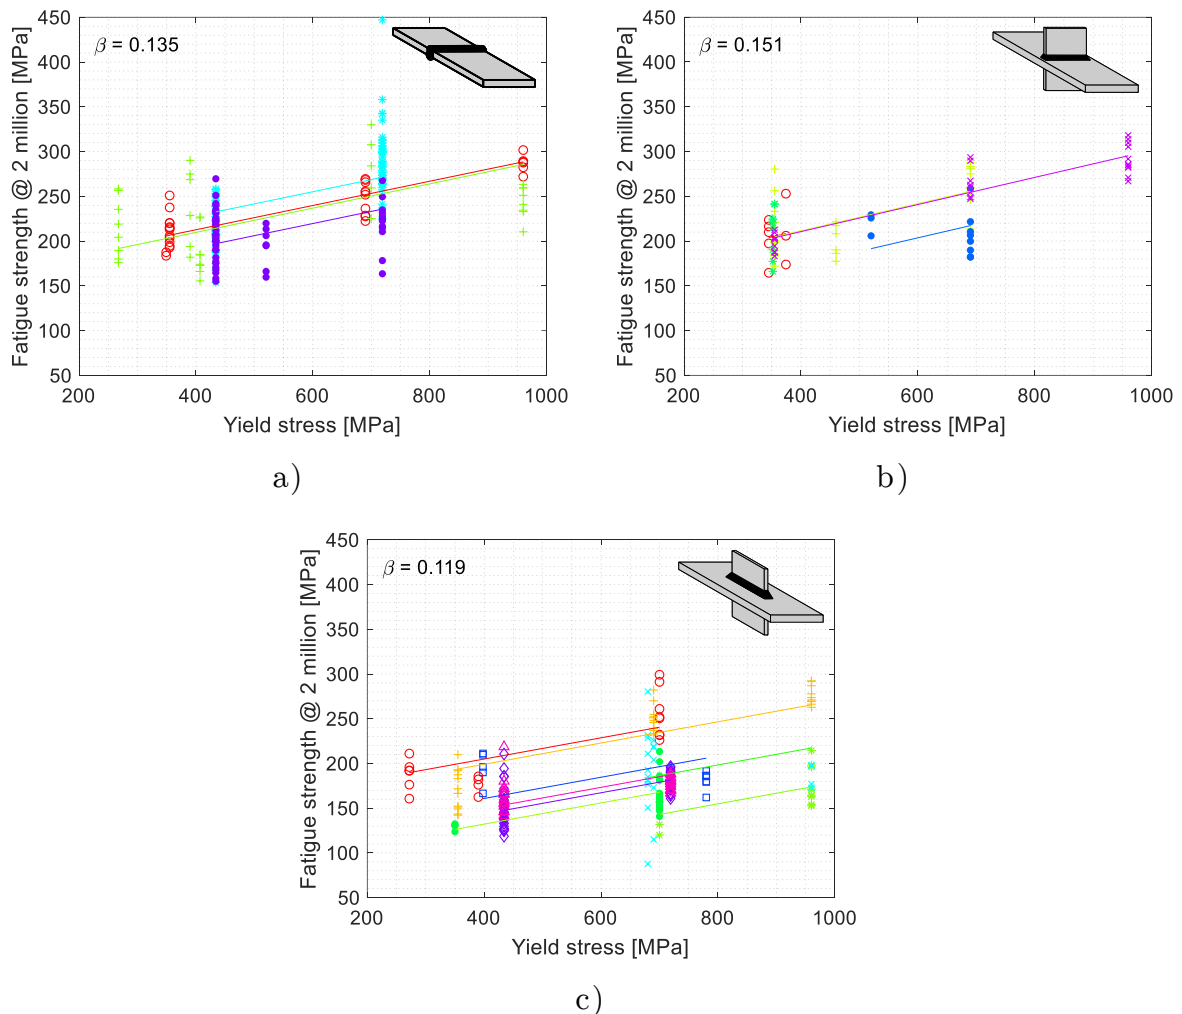 β = 0.135
Fatigue strength @ 2 million [MPa]
450
400
350
300
250
200
150
100
50
200 400 600 800 1000
Yield stress [MPa]
a)
β = 0.151
Fatigue strength @ 2 million [MPa]
450
400
350
300
250
200
150
100
50
200 400 600 800 1000
Yield stress [MPa]
b)
β = 0.119
Fatigue strength @ 2 million [MPa]
450
400
350
300
250
200
150
100
50
200 400 600 800 1000
Yield stress [MPa]
c)